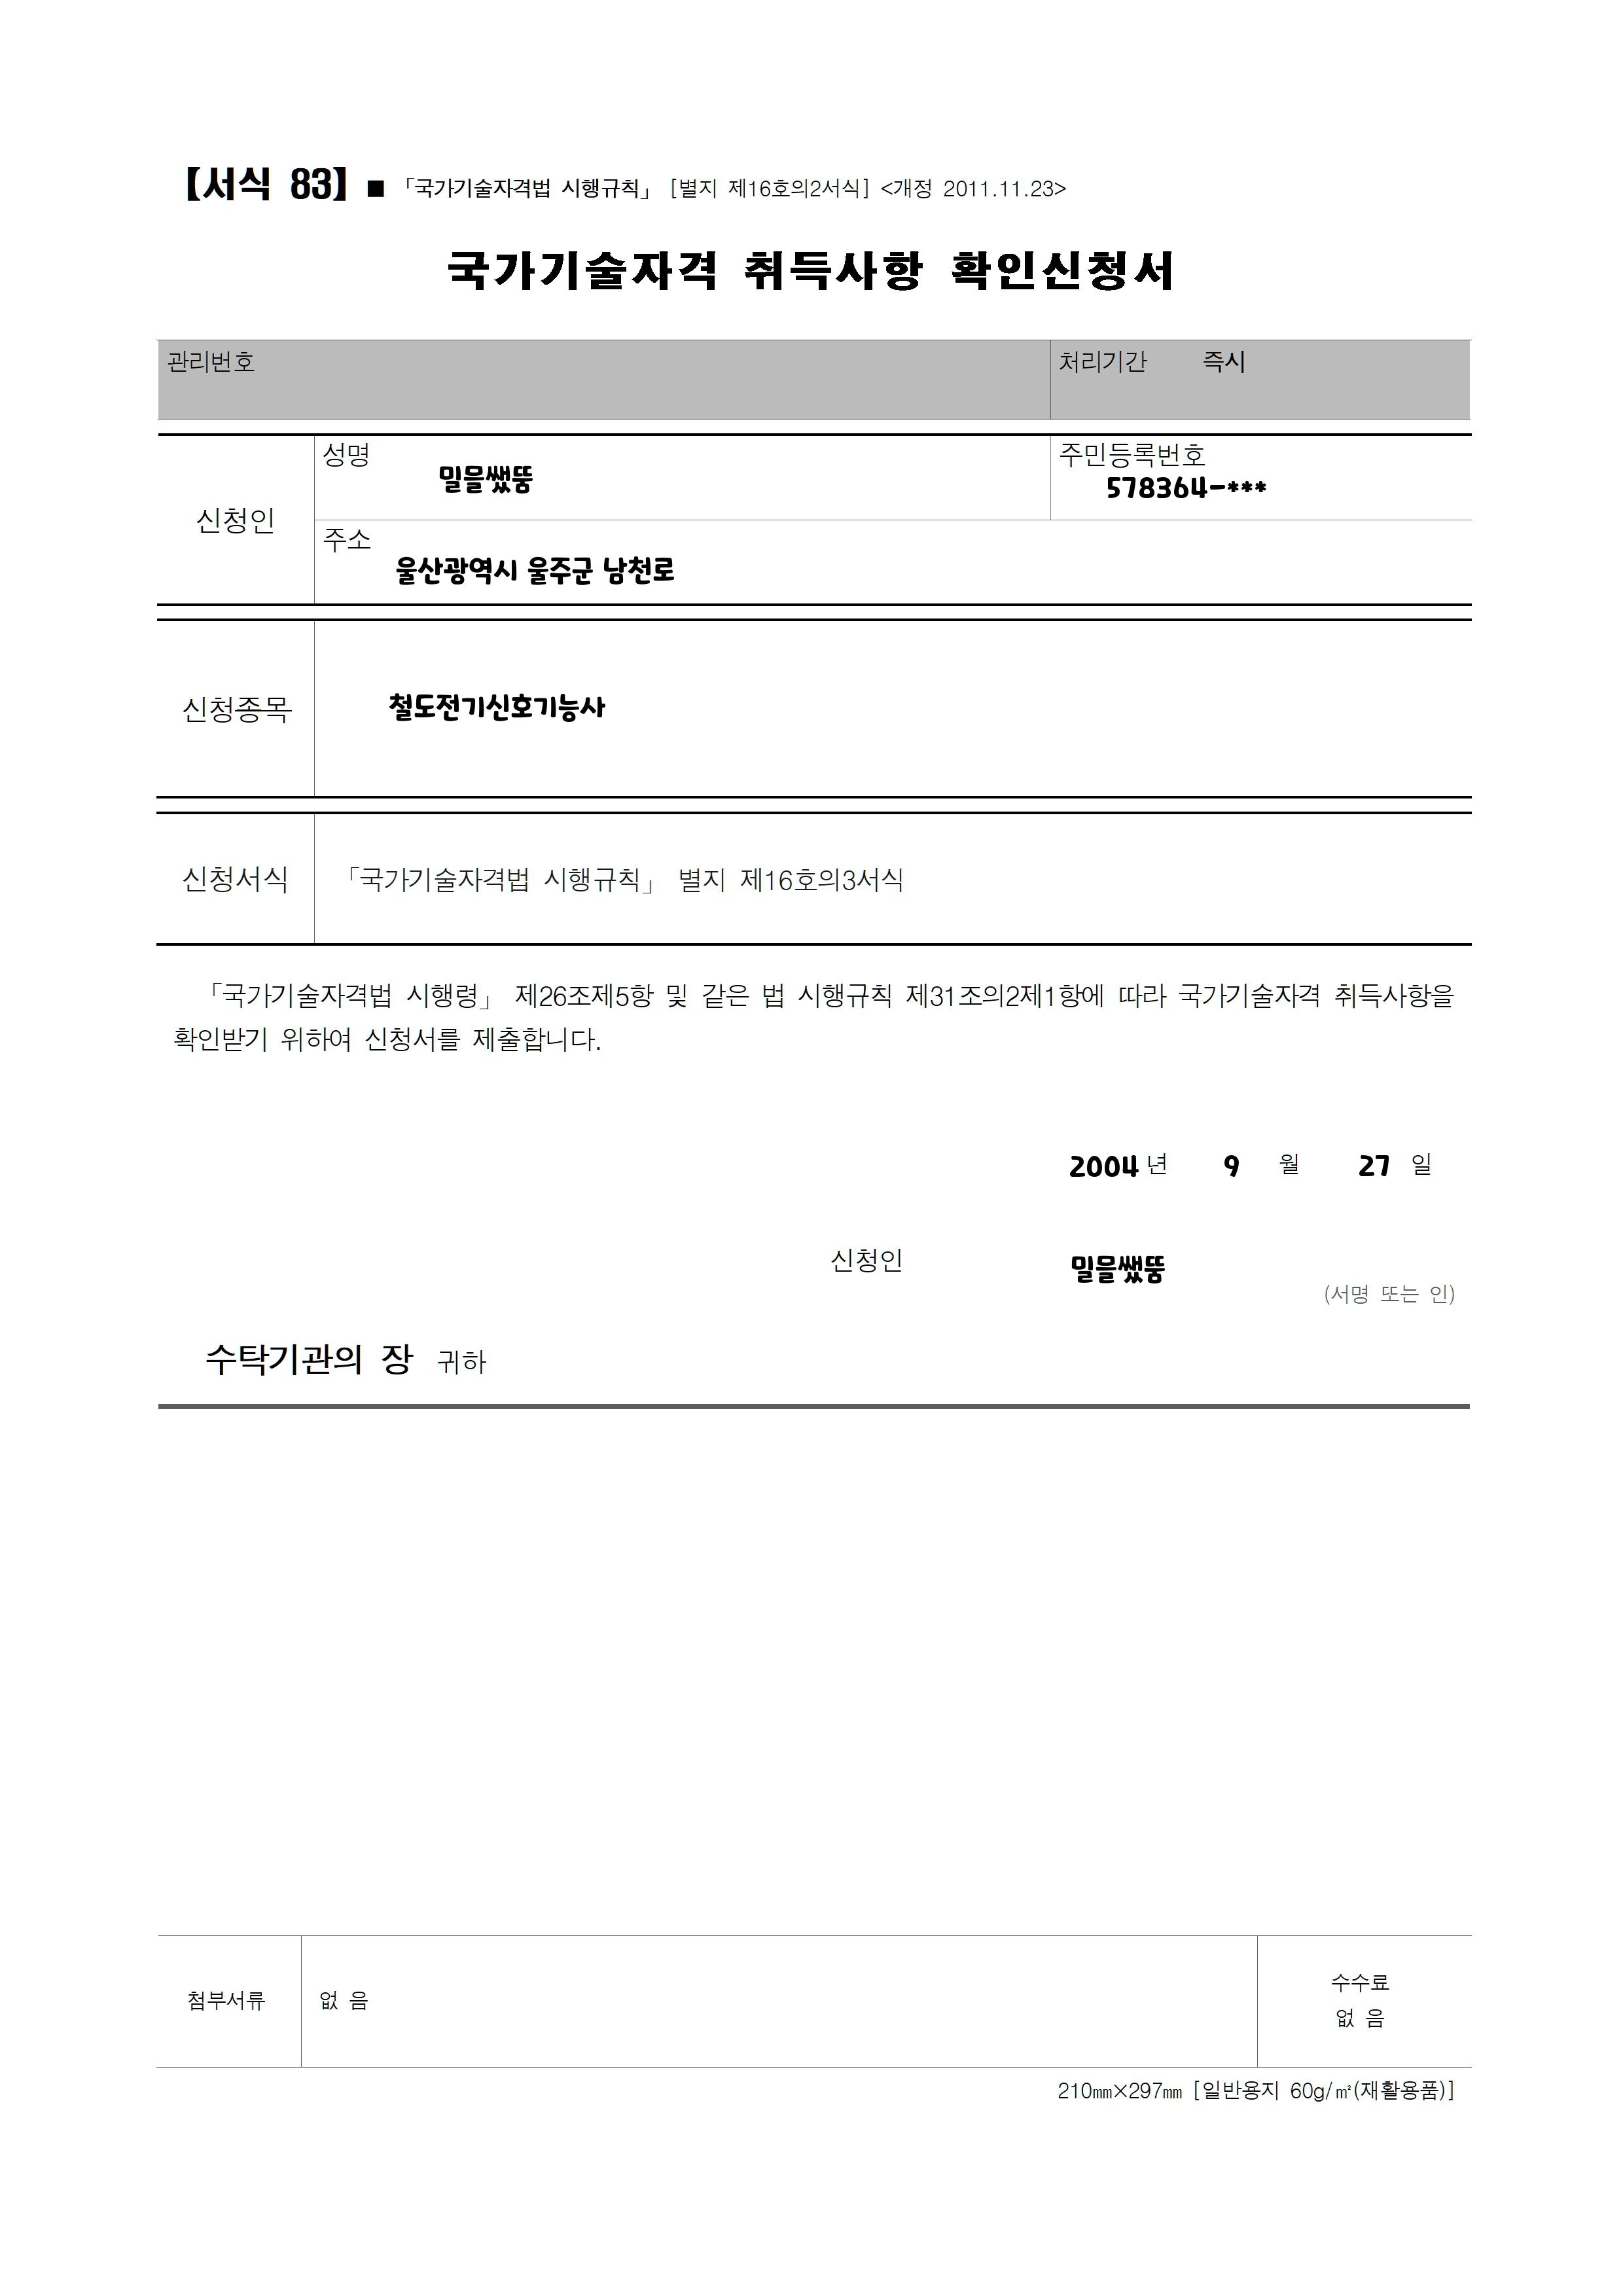 【서식 83】 ■ 「국가기술자격법 시행규칙」 [별지 제16호의2서식] <개정 2011.11.23>
국가기술자격 취득사항 확인신청서
관리번호
처리기간 즉시
신청인
성명
밀믈쌨뚬
주민등록번호
578364-***
주소
울산광역시 울주군 남천로
신청종목
철도전기신호기능사
신청서식
「국가기술자격법 시행규칙」 별지 제16호의3서식
「국가기술자격법 시행령」 제26조제5항 및 같은 법 시행규칙 제31조의2제1항에 따라 국가기술자격 취득사항을
확인받기 위하여 신청서를 제출합니다.
2004 년 9 월 27 일
신청인 밀믈쌨뚬
(서명 또는 인)
수탁기관의 장 귀하
첨부서류
없 음
수수료
없 음
210㎜×297㎜ [일반용지 60g/㎡(재활용품)]